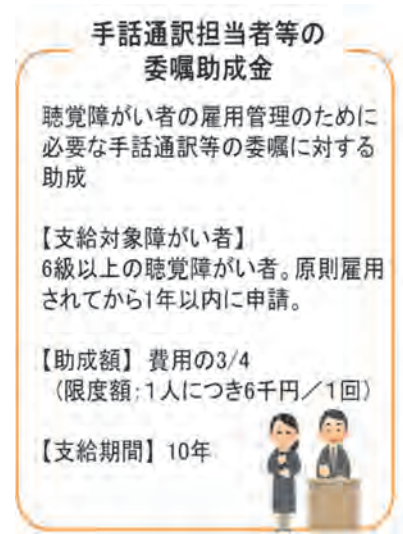 手話通訳担当者等の
委嘱助成金
聴覚障がい者の雇用管理のために
必要な手話通訳等の委嘱に対する
助成
【支給対象障がい者】
6級以上の聴覚障がい者。原則雇用
されてから1年以内に申請。
【助成額】 費用の3/4
（限度額；1人につき6千円／1回）
【支給期間】 10年